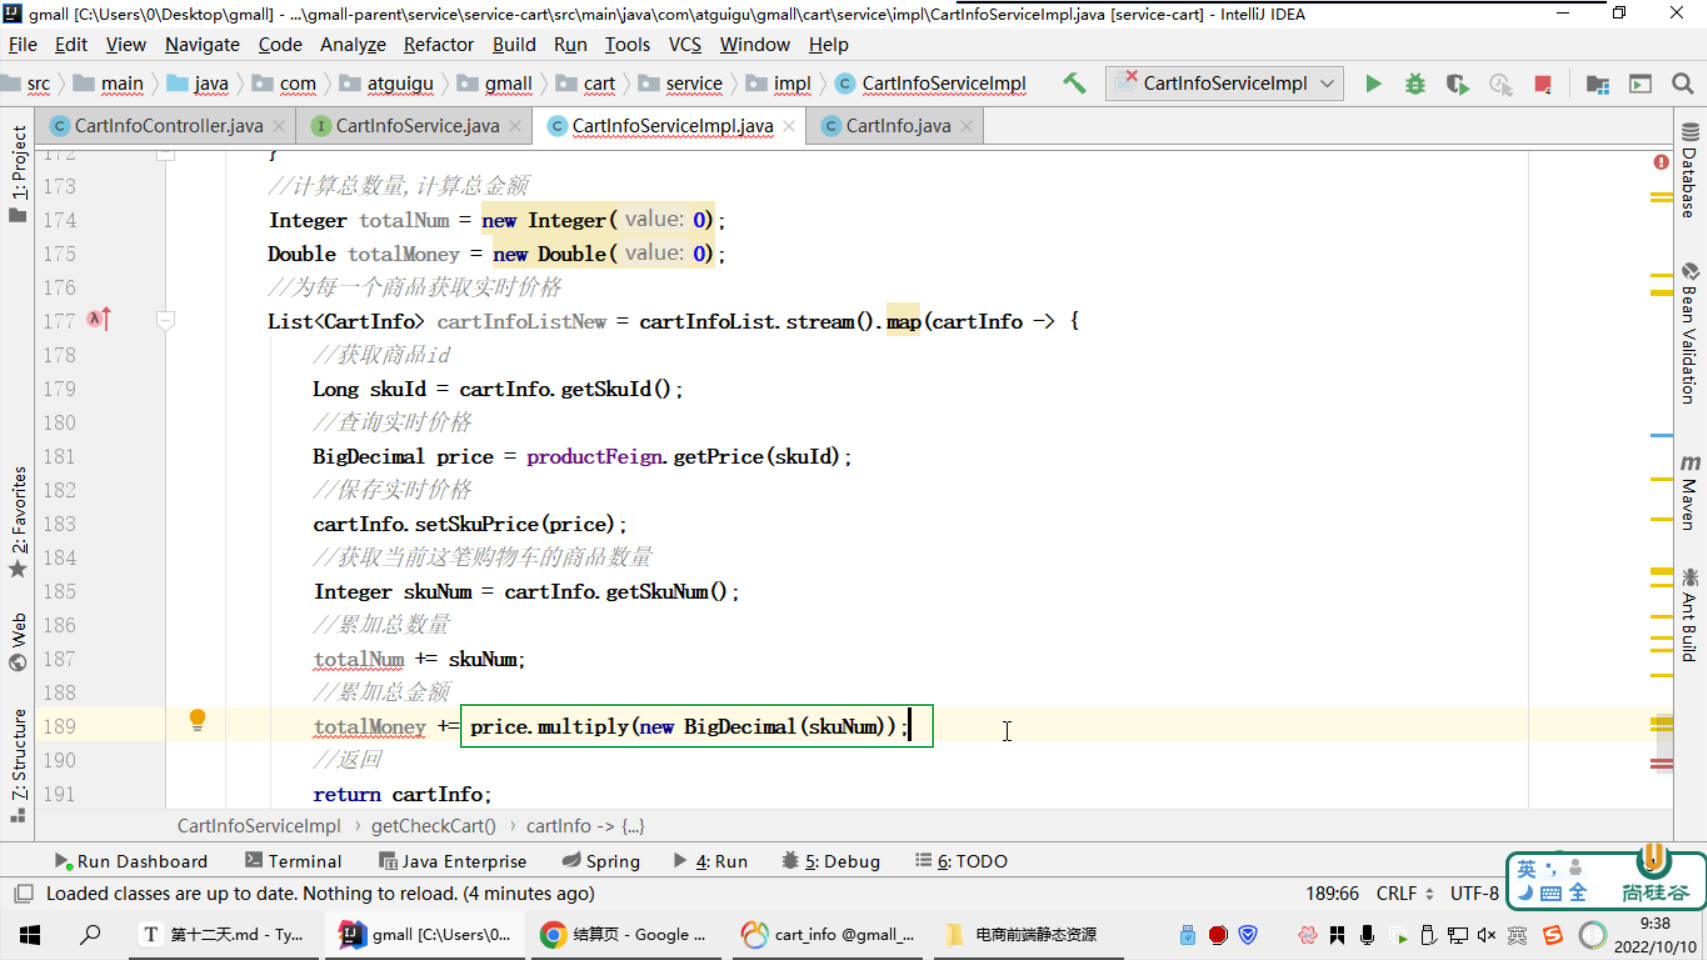 gmall [C:\Users\0\Desktop\gmall] - ...\gmall-parent\service\service-cart\src\main\java\com\atguigu\gmall\cart\service\impl\CartInfoServiceImpl.java [service-cart] - IntelliJ IDEA
File Edit View Navigate Code Analyze Refactor Build Run Tools VCS Window Help
src main java com atguigu gmall cart service impl CartInfoServiceImpl CartInfoServiceImpl
CartInfoController.java CartInfoService.java CartInfoServiceImpl.java CartInfo.java
1: Project
2: Favorites
Web
Z: Structure
172 }
173 //计算总数量,计算总金额
174 Integer totalNum = new Integer( value: 0);
175 Double totalMoney = new Double( value: 0);
176 //为每一个商品获取实时价格
177 List<CartInfo> cartInfoListNew = cartInfoList.stream().map(cartInfo -> {
178 //获取商品id
179 Long skuId = cartInfo.getSkuId();
180 //查询实时价格
181 BigDecimal price = productFeign.getPrice(skuId);
182 //保存实时价格
183 cartInfo.setSkuPrice(price);
184 //获取当前这笔购物车的商品数量
185 Integer skuNum = cartInfo.getSkuNum();
186 //累加总数量
187 totalNum += skuNum;
188 //累加总金额
189 totalMoney += price.multiply(new BigDecimal(skuNum));
190 //返回
191 return cartInfo;
Database
Bean Validation
Maven
Ant Build
CartInfoServiceImpl › getCheckCart() › cartInfo -> {...}
Run Dashboard Terminal Java Enterprise Spring 4: Run 5: Debug 6: TODO
Loaded classes are up to date. Nothing to reload. (4 minutes ago) 189:66 CRLF UTF-8
英 全 尚硅谷
第十二天.md - Ty... gmall [C:\Users\0... 结算页 - Google ... cart_info @gmall_... 电商前端静态资源 英 9:38
2022/10/10